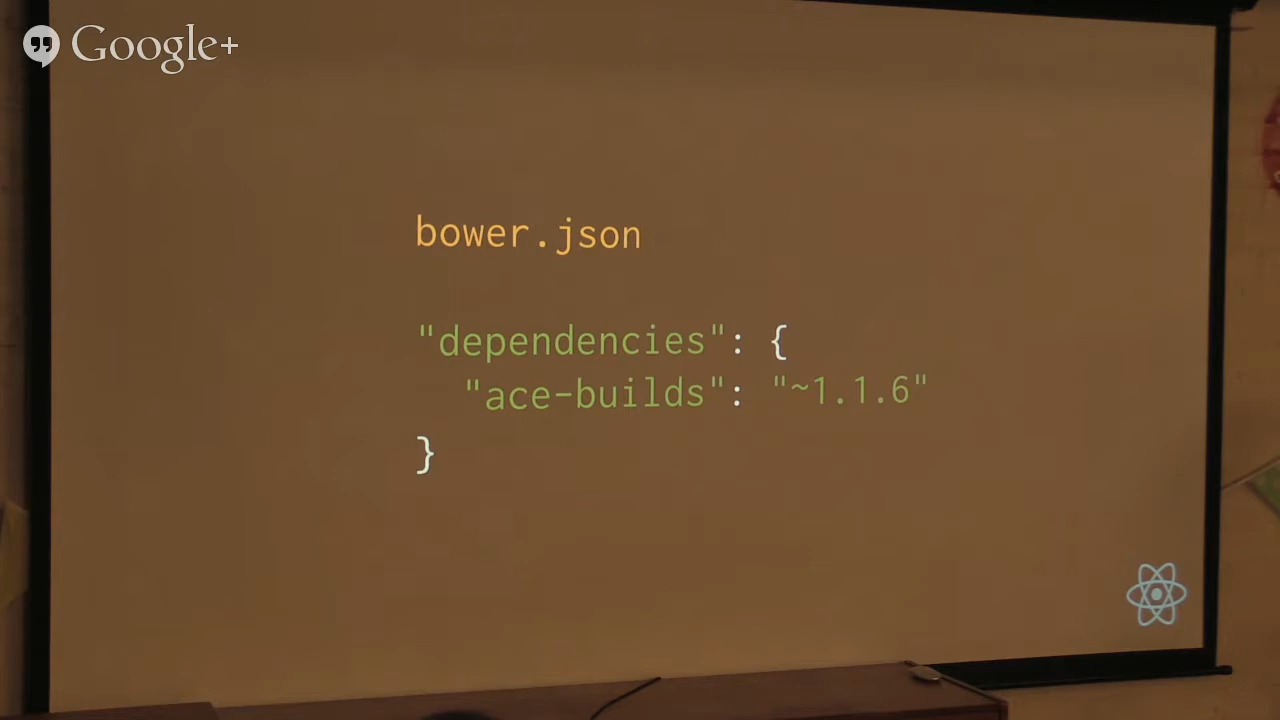 Google+
bower.json
"dependencies": {
"ace-builds": "~1.1.6"
}